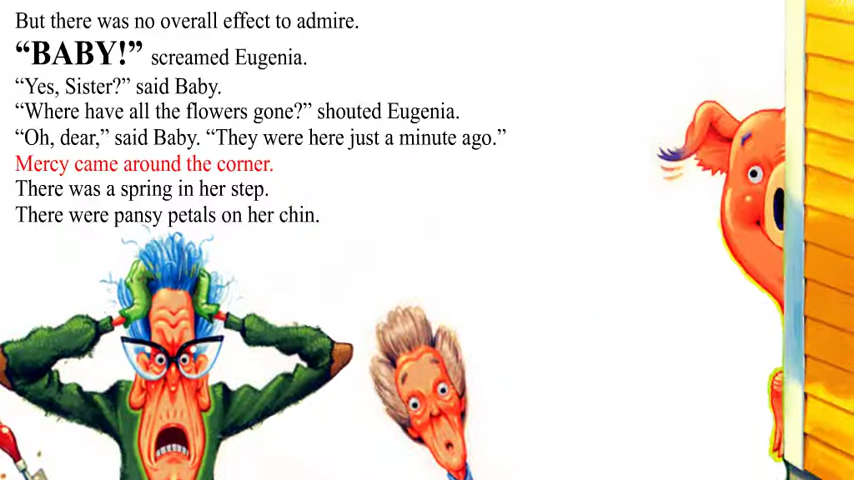 But there was no overall effect to admire.
“BABY!” screamed Eugenia.
“Yes, Sister?” said Baby.
“Where have all the flowers gone?” shouted Eugenia.
“Oh, dear,” said Baby. “They were here just a minute ago.”
Mercy came around the corner.
There was a spring in her step.
There were pansy petals on her chin.